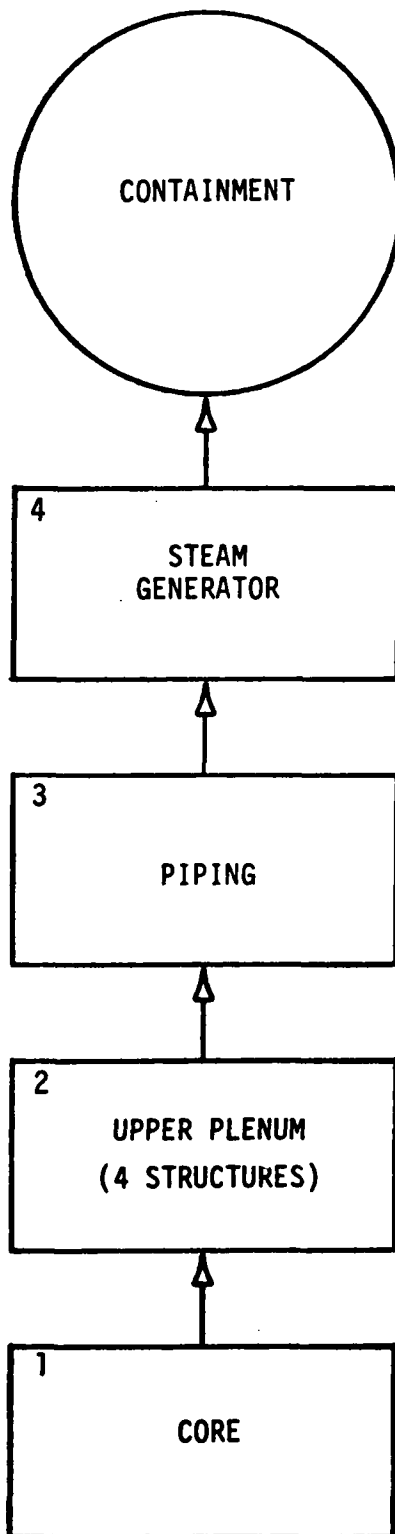 CONTAINMENT
4
STEAM
GENERATOR
3
PIPING
2
UPPER PLENUM
(4 STRUCTURES)
1
CORE